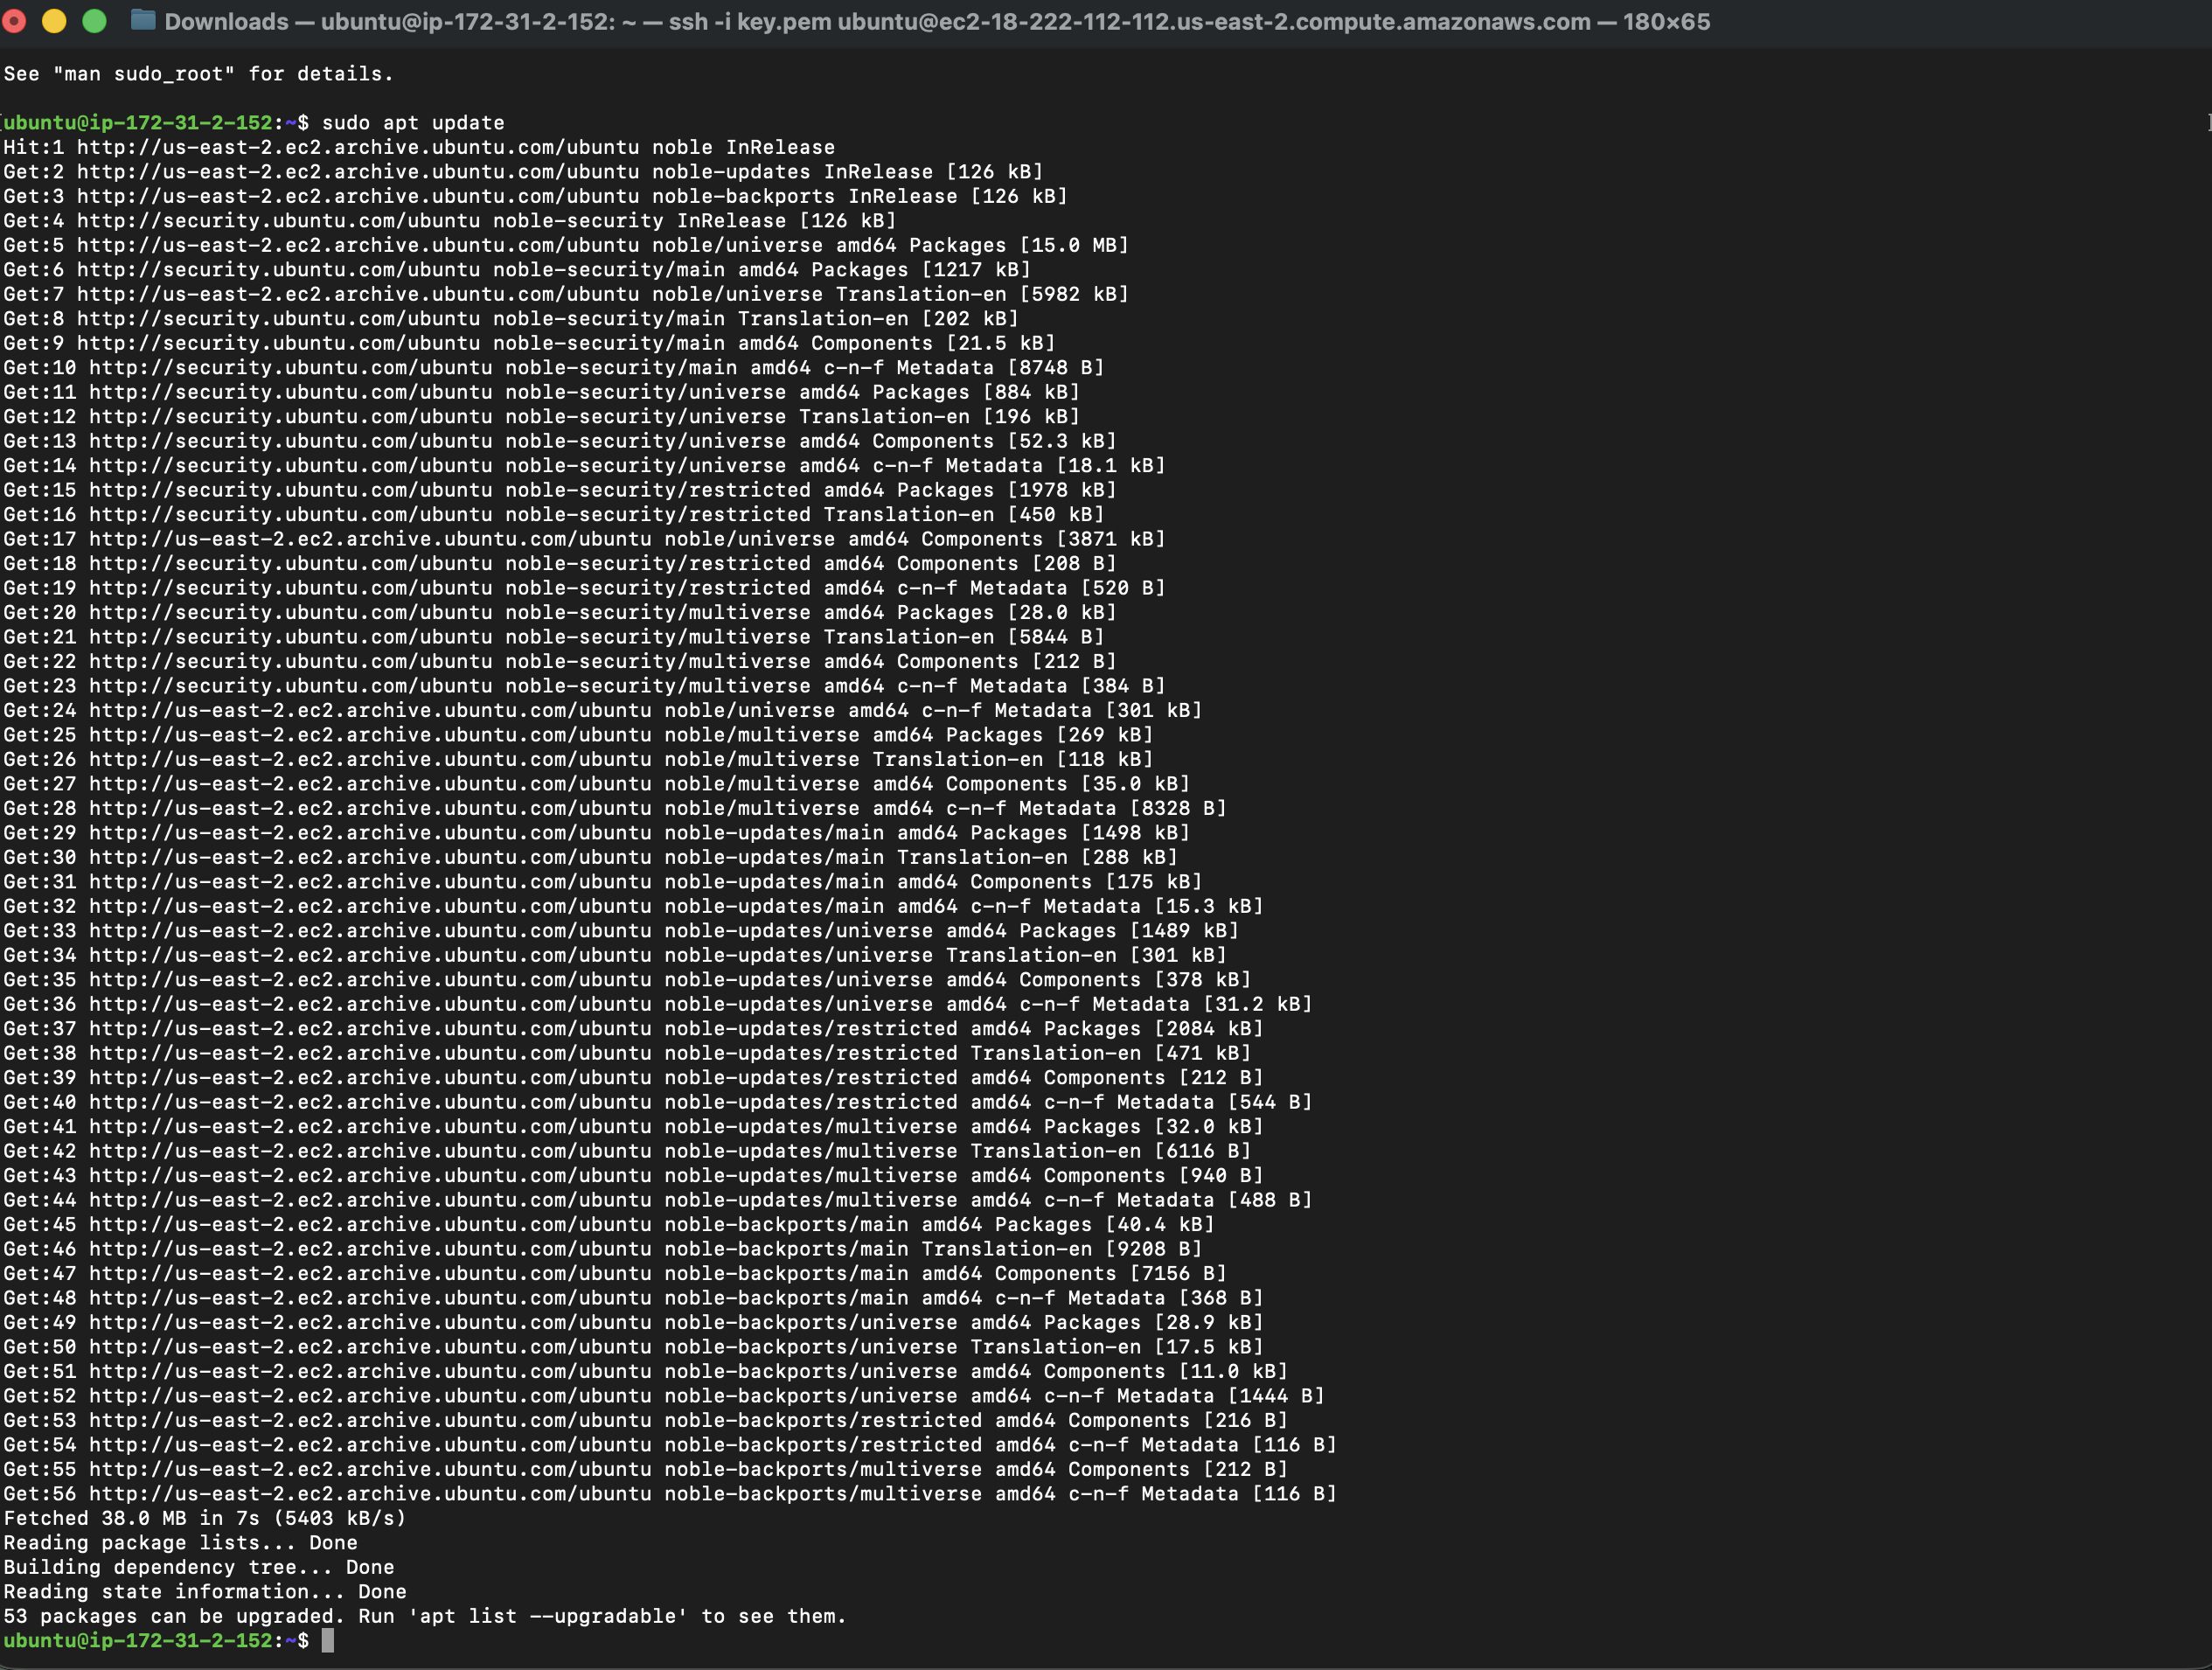 Downloads — ubuntu@ip-172-31-2-152: ~ — ssh -i key.pem ubuntu@ec2-18-222-112-112.us-east-2.compute.amazonaws.com — 180×65
See "man sudo_root" for details.
[ubuntu@ip-172-31-2-152:~$ sudo apt update ]
Hit:1 http://us-east-2.ec2.archive.ubuntu.com/ubuntu noble InRelease
Get:2 http://us-east-2.ec2.archive.ubuntu.com/ubuntu noble-updates InRelease [126 kB]
Get:3 http://us-east-2.ec2.archive.ubuntu.com/ubuntu noble-backports InRelease [126 kB]
Get:4 http://security.ubuntu.com/ubuntu noble-security InRelease [126 kB]
Get:5 http://us-east-2.ec2.archive.ubuntu.com/ubuntu noble/universe amd64 Packages [15.0 MB]
Get:6 http://security.ubuntu.com/ubuntu noble-security/main amd64 Packages [1217 kB]
Get:7 http://us-east-2.ec2.archive.ubuntu.com/ubuntu noble/universe Translation-en [5982 kB]
Get:8 http://security.ubuntu.com/ubuntu noble-security/main Translation-en [202 kB]
Get:9 http://security.ubuntu.com/ubuntu noble-security/main amd64 Components [21.5 kB]
Get:10 http://security.ubuntu.com/ubuntu noble-security/main amd64 c-n-f Metadata [8748 B]
Get:11 http://security.ubuntu.com/ubuntu noble-security/universe amd64 Packages [884 kB]
Get:12 http://security.ubuntu.com/ubuntu noble-security/universe Translation-en [196 kB]
Get:13 http://security.ubuntu.com/ubuntu noble-security/universe amd64 Components [52.3 kB]
Get:14 http://security.ubuntu.com/ubuntu noble-security/universe amd64 c-n-f Metadata [18.1 kB]
Get:15 http://security.ubuntu.com/ubuntu noble-security/restricted amd64 Packages [1978 kB]
Get:16 http://security.ubuntu.com/ubuntu noble-security/restricted Translation-en [450 kB]
Get:17 http://us-east-2.ec2.archive.ubuntu.com/ubuntu noble/universe amd64 Components [3871 kB]
Get:18 http://security.ubuntu.com/ubuntu noble-security/restricted amd64 Components [208 B]
Get:19 http://security.ubuntu.com/ubuntu noble-security/restricted amd64 c-n-f Metadata [520 B]
Get:20 http://security.ubuntu.com/ubuntu noble-security/multiverse amd64 Packages [28.0 kB]
Get:21 http://security.ubuntu.com/ubuntu noble-security/multiverse Translation-en [5844 B]
Get:22 http://security.ubuntu.com/ubuntu noble-security/multiverse amd64 Components [212 B]
Get:23 http://security.ubuntu.com/ubuntu noble-security/multiverse amd64 c-n-f Metadata [384 B]
Get:24 http://us-east-2.ec2.archive.ubuntu.com/ubuntu noble/universe amd64 c-n-f Metadata [301 kB]
Get:25 http://us-east-2.ec2.archive.ubuntu.com/ubuntu noble/multiverse amd64 Packages [269 kB]
Get:26 http://us-east-2.ec2.archive.ubuntu.com/ubuntu noble/multiverse Translation-en [118 kB]
Get:27 http://us-east-2.ec2.archive.ubuntu.com/ubuntu noble/multiverse amd64 Components [35.0 kB]
Get:28 http://us-east-2.ec2.archive.ubuntu.com/ubuntu noble/multiverse amd64 c-n-f Metadata [8328 B]
Get:29 http://us-east-2.ec2.archive.ubuntu.com/ubuntu noble-updates/main amd64 Packages [1498 kB]
Get:30 http://us-east-2.ec2.archive.ubuntu.com/ubuntu noble-updates/main Translation-en [288 kB]
Get:31 http://us-east-2.ec2.archive.ubuntu.com/ubuntu noble-updates/main amd64 Components [175 kB]
Get:32 http://us-east-2.ec2.archive.ubuntu.com/ubuntu noble-updates/main amd64 c-n-f Metadata [15.3 kB]
Get:33 http://us-east-2.ec2.archive.ubuntu.com/ubuntu noble-updates/universe amd64 Packages [1489 kB]
Get:34 http://us-east-2.ec2.archive.ubuntu.com/ubuntu noble-updates/universe Translation-en [301 kB]
Get:35 http://us-east-2.ec2.archive.ubuntu.com/ubuntu noble-updates/universe amd64 Components [378 kB]
Get:36 http://us-east-2.ec2.archive.ubuntu.com/ubuntu noble-updates/universe amd64 c-n-f Metadata [31.2 kB]
Get:37 http://us-east-2.ec2.archive.ubuntu.com/ubuntu noble-updates/restricted amd64 Packages [2084 kB]
Get:38 http://us-east-2.ec2.archive.ubuntu.com/ubuntu noble-updates/restricted Translation-en [471 kB]
Get:39 http://us-east-2.ec2.archive.ubuntu.com/ubuntu noble-updates/restricted amd64 Components [212 B]
Get:40 http://us-east-2.ec2.archive.ubuntu.com/ubuntu noble-updates/restricted amd64 c-n-f Metadata [544 B]
Get:41 http://us-east-2.ec2.archive.ubuntu.com/ubuntu noble-updates/multiverse amd64 Packages [32.0 kB]
Get:42 http://us-east-2.ec2.archive.ubuntu.com/ubuntu noble-updates/multiverse Translation-en [6116 B]
Get:43 http://us-east-2.ec2.archive.ubuntu.com/ubuntu noble-updates/multiverse amd64 Components [940 B]
Get:44 http://us-east-2.ec2.archive.ubuntu.com/ubuntu noble-updates/multiverse amd64 c-n-f Metadata [488 B]
Get:45 http://us-east-2.ec2.archive.ubuntu.com/ubuntu noble-backports/main amd64 Packages [40.4 kB]
Get:46 http://us-east-2.ec2.archive.ubuntu.com/ubuntu noble-backports/main Translation-en [9208 B]
Get:47 http://us-east-2.ec2.archive.ubuntu.com/ubuntu noble-backports/main amd64 Components [7156 B]
Get:48 http://us-east-2.ec2.archive.ubuntu.com/ubuntu noble-backports/main amd64 c-n-f Metadata [368 B]
Get:49 http://us-east-2.ec2.archive.ubuntu.com/ubuntu noble-backports/universe amd64 Packages [28.9 kB]
Get:50 http://us-east-2.ec2.archive.ubuntu.com/ubuntu noble-backports/universe Translation-en [17.5 kB]
Get:51 http://us-east-2.ec2.archive.ubuntu.com/ubuntu noble-backports/universe amd64 Components [11.0 kB]
Get:52 http://us-east-2.ec2.archive.ubuntu.com/ubuntu noble-backports/universe amd64 c-n-f Metadata [1444 B]
Get:53 http://us-east-2.ec2.archive.ubuntu.com/ubuntu noble-backports/restricted amd64 Components [216 B]
Get:54 http://us-east-2.ec2.archive.ubuntu.com/ubuntu noble-backports/restricted amd64 c-n-f Metadata [116 B]
Get:55 http://us-east-2.ec2.archive.ubuntu.com/ubuntu noble-backports/multiverse amd64 Components [212 B]
Get:56 http://us-east-2.ec2.archive.ubuntu.com/ubuntu noble-backports/multiverse amd64 c-n-f Metadata [116 B]
Fetched 38.0 MB in 7s (5403 kB/s)
Reading package lists... Done
Building dependency tree... Done
Reading state information... Done
53 packages can be upgraded. Run 'apt list --upgradable' to see them.
ubuntu@ip-172-31-2-152:~$